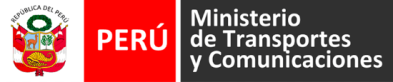 REPÚBLICA DEL PERÚ
PERÚ
Ministerio
de Transportes
y Comunicaciones